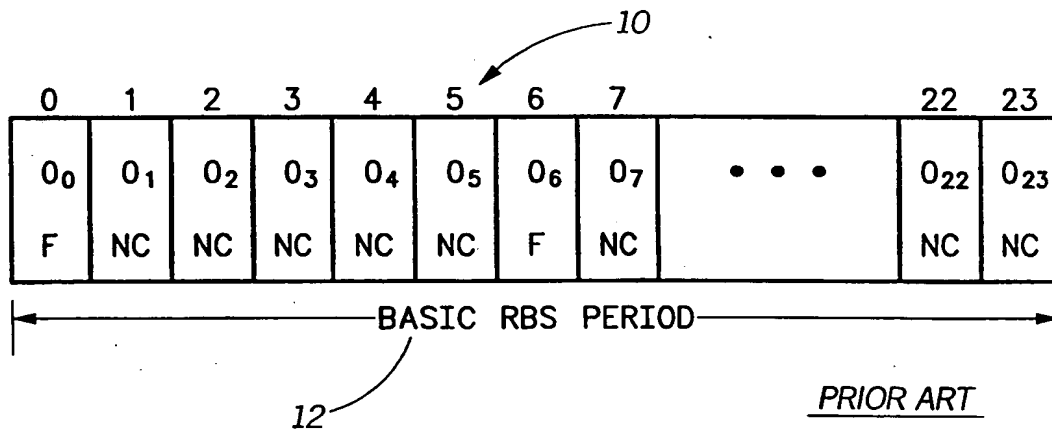 10
0 1 2 3 4 5 6 7 22 23
O₀ O₁ O₂ O₃ O₄ O₅ O₆ O₇ • • • O₂₂ O₂₃
F NC NC NC NC NC F NC NC NC
BASIC RBS PERIOD
12
PRIOR ART